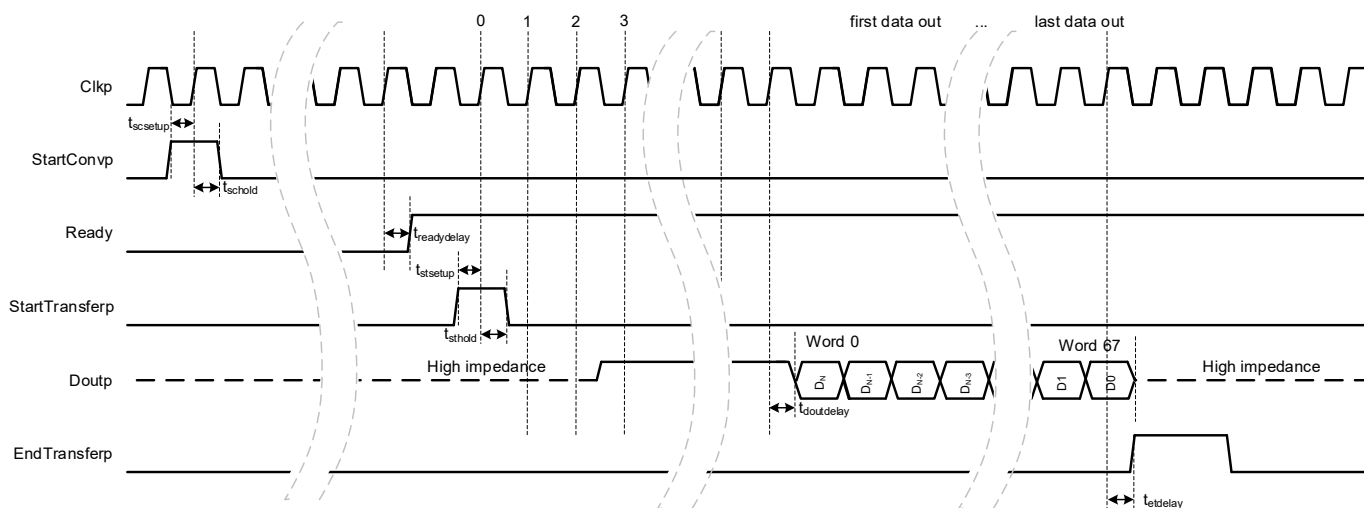 0 1 2 3 first data out ... last data out
Clkp
tscsetup
StartConvp
tschold
Ready
treadydelay
tstsetup
StartTransferp
tsthold
Word 0 Word 67
High impedance High impedance
Doutp DN DN-1 DN-2 DN-3 D1 D0
tdoutdelay
EndTransferp
tetdelay